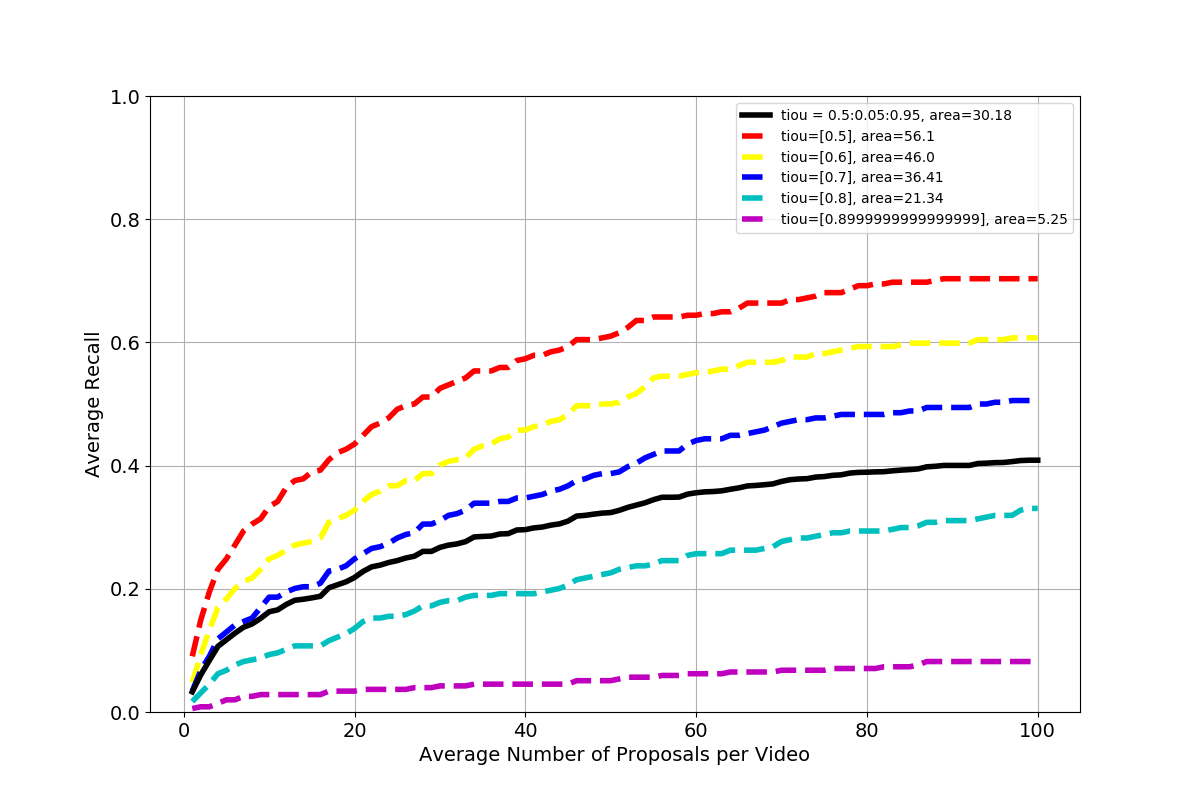 1.0
0.8
0.6
0.4
0.2
0.0
Average Recall
tiou = 0.5:0.05:0.95, area=30.18
tiou=[0.5], area=56.1
tiou=[0.6], area=46.0
tiou=[0.7], area=36.41
tiou=[0.8], area=21.34
tiou=[0.8999999999999999], area=5.25
0 20 40 60 80 100
Average Number of Proposals per Video